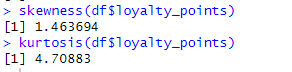 > skewness(df$loyalty_points)
[1] 1.463694
> kurtosis(df$loyalty_points)
[1] 4.70883